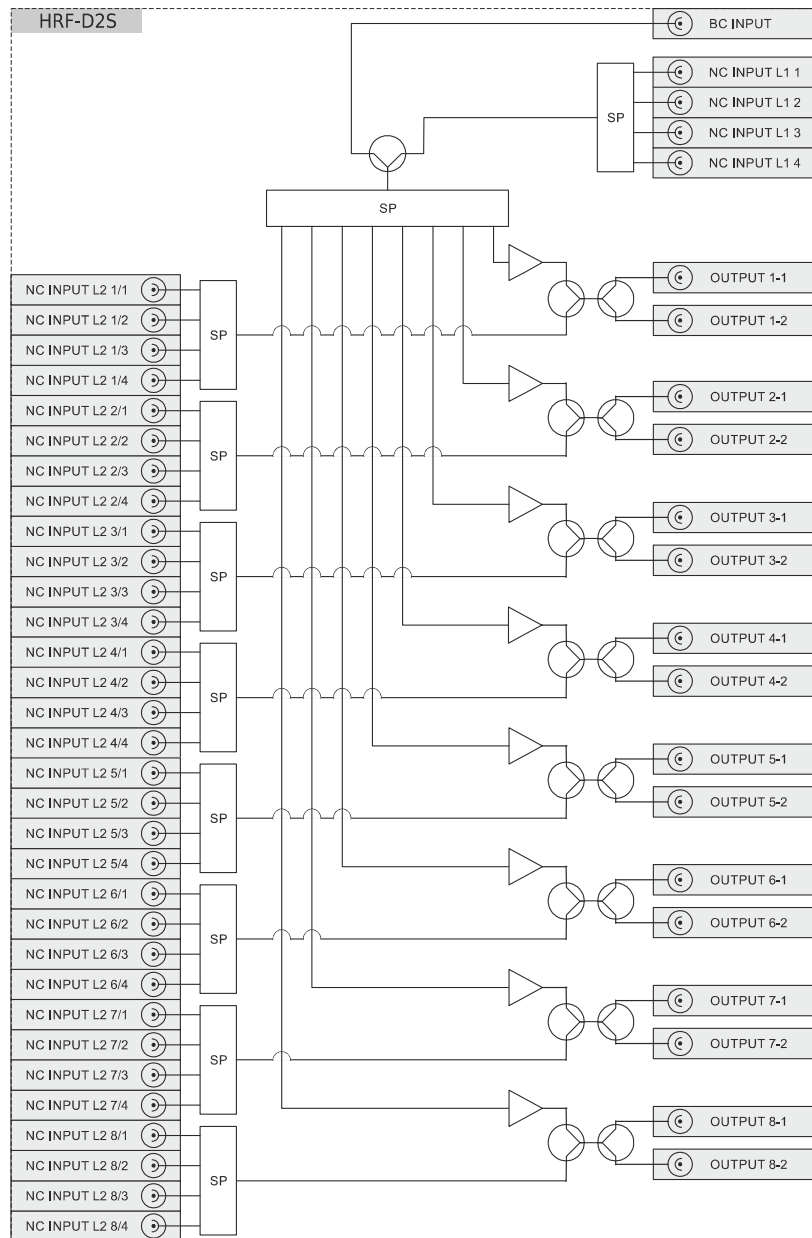 HRF-D2S
BC INPUT
NC INPUT L1 1
NC INPUT L1 2
SP
NC INPUT L1 3
NC INPUT L1 4
SP
NC INPUT L2 1/1
NC INPUT L2 1/2
NC INPUT L2 1/3
NC INPUT L2 1/4
SP
OUTPUT 1-1
OUTPUT 1-2
NC INPUT L2 2/1
NC INPUT L2 2/2
NC INPUT L2 2/3
NC INPUT L2 2/4
SP
OUTPUT 2-1
OUTPUT 2-2
NC INPUT L2 3/1
NC INPUT L2 3/2
NC INPUT L2 3/3
NC INPUT L2 3/4
SP
OUTPUT 3-1
OUTPUT 3-2
NC INPUT L2 4/1
NC INPUT L2 4/2
NC INPUT L2 4/3
NC INPUT L2 4/4
SP
OUTPUT 4-1
OUTPUT 4-2
NC INPUT L2 5/1
NC INPUT L2 5/2
NC INPUT L2 5/3
NC INPUT L2 5/4
SP
OUTPUT 5-1
OUTPUT 5-2
NC INPUT L2 6/1
NC INPUT L2 6/2
NC INPUT L2 6/3
NC INPUT L2 6/4
SP
OUTPUT 6-1
OUTPUT 6-2
NC INPUT L2 7/1
NC INPUT L2 7/2
NC INPUT L2 7/3
NC INPUT L2 7/4
SP
OUTPUT 7-1
OUTPUT 7-2
NC INPUT L2 8/1
NC INPUT L2 8/2
NC INPUT L2 8/3
NC INPUT L2 8/4
SP
OUTPUT 8-1
OUTPUT 8-2